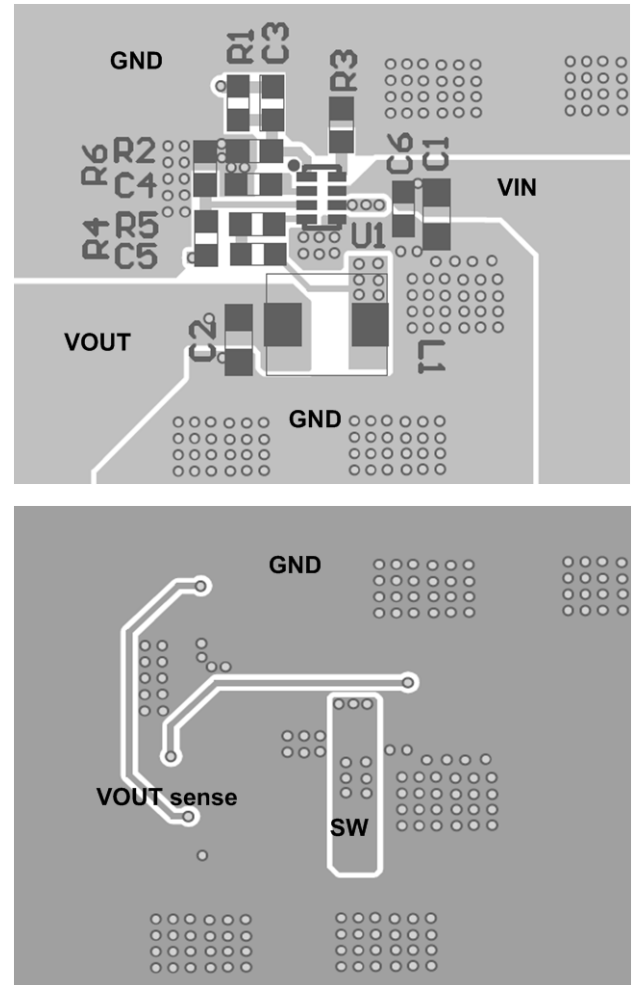 GND
R1
C3
R3
R6
R2
C4
R4
R5
C5
C6
C1
VIN
U1
VOUT
C2
L1
GND
GND
VOUT sense
SW